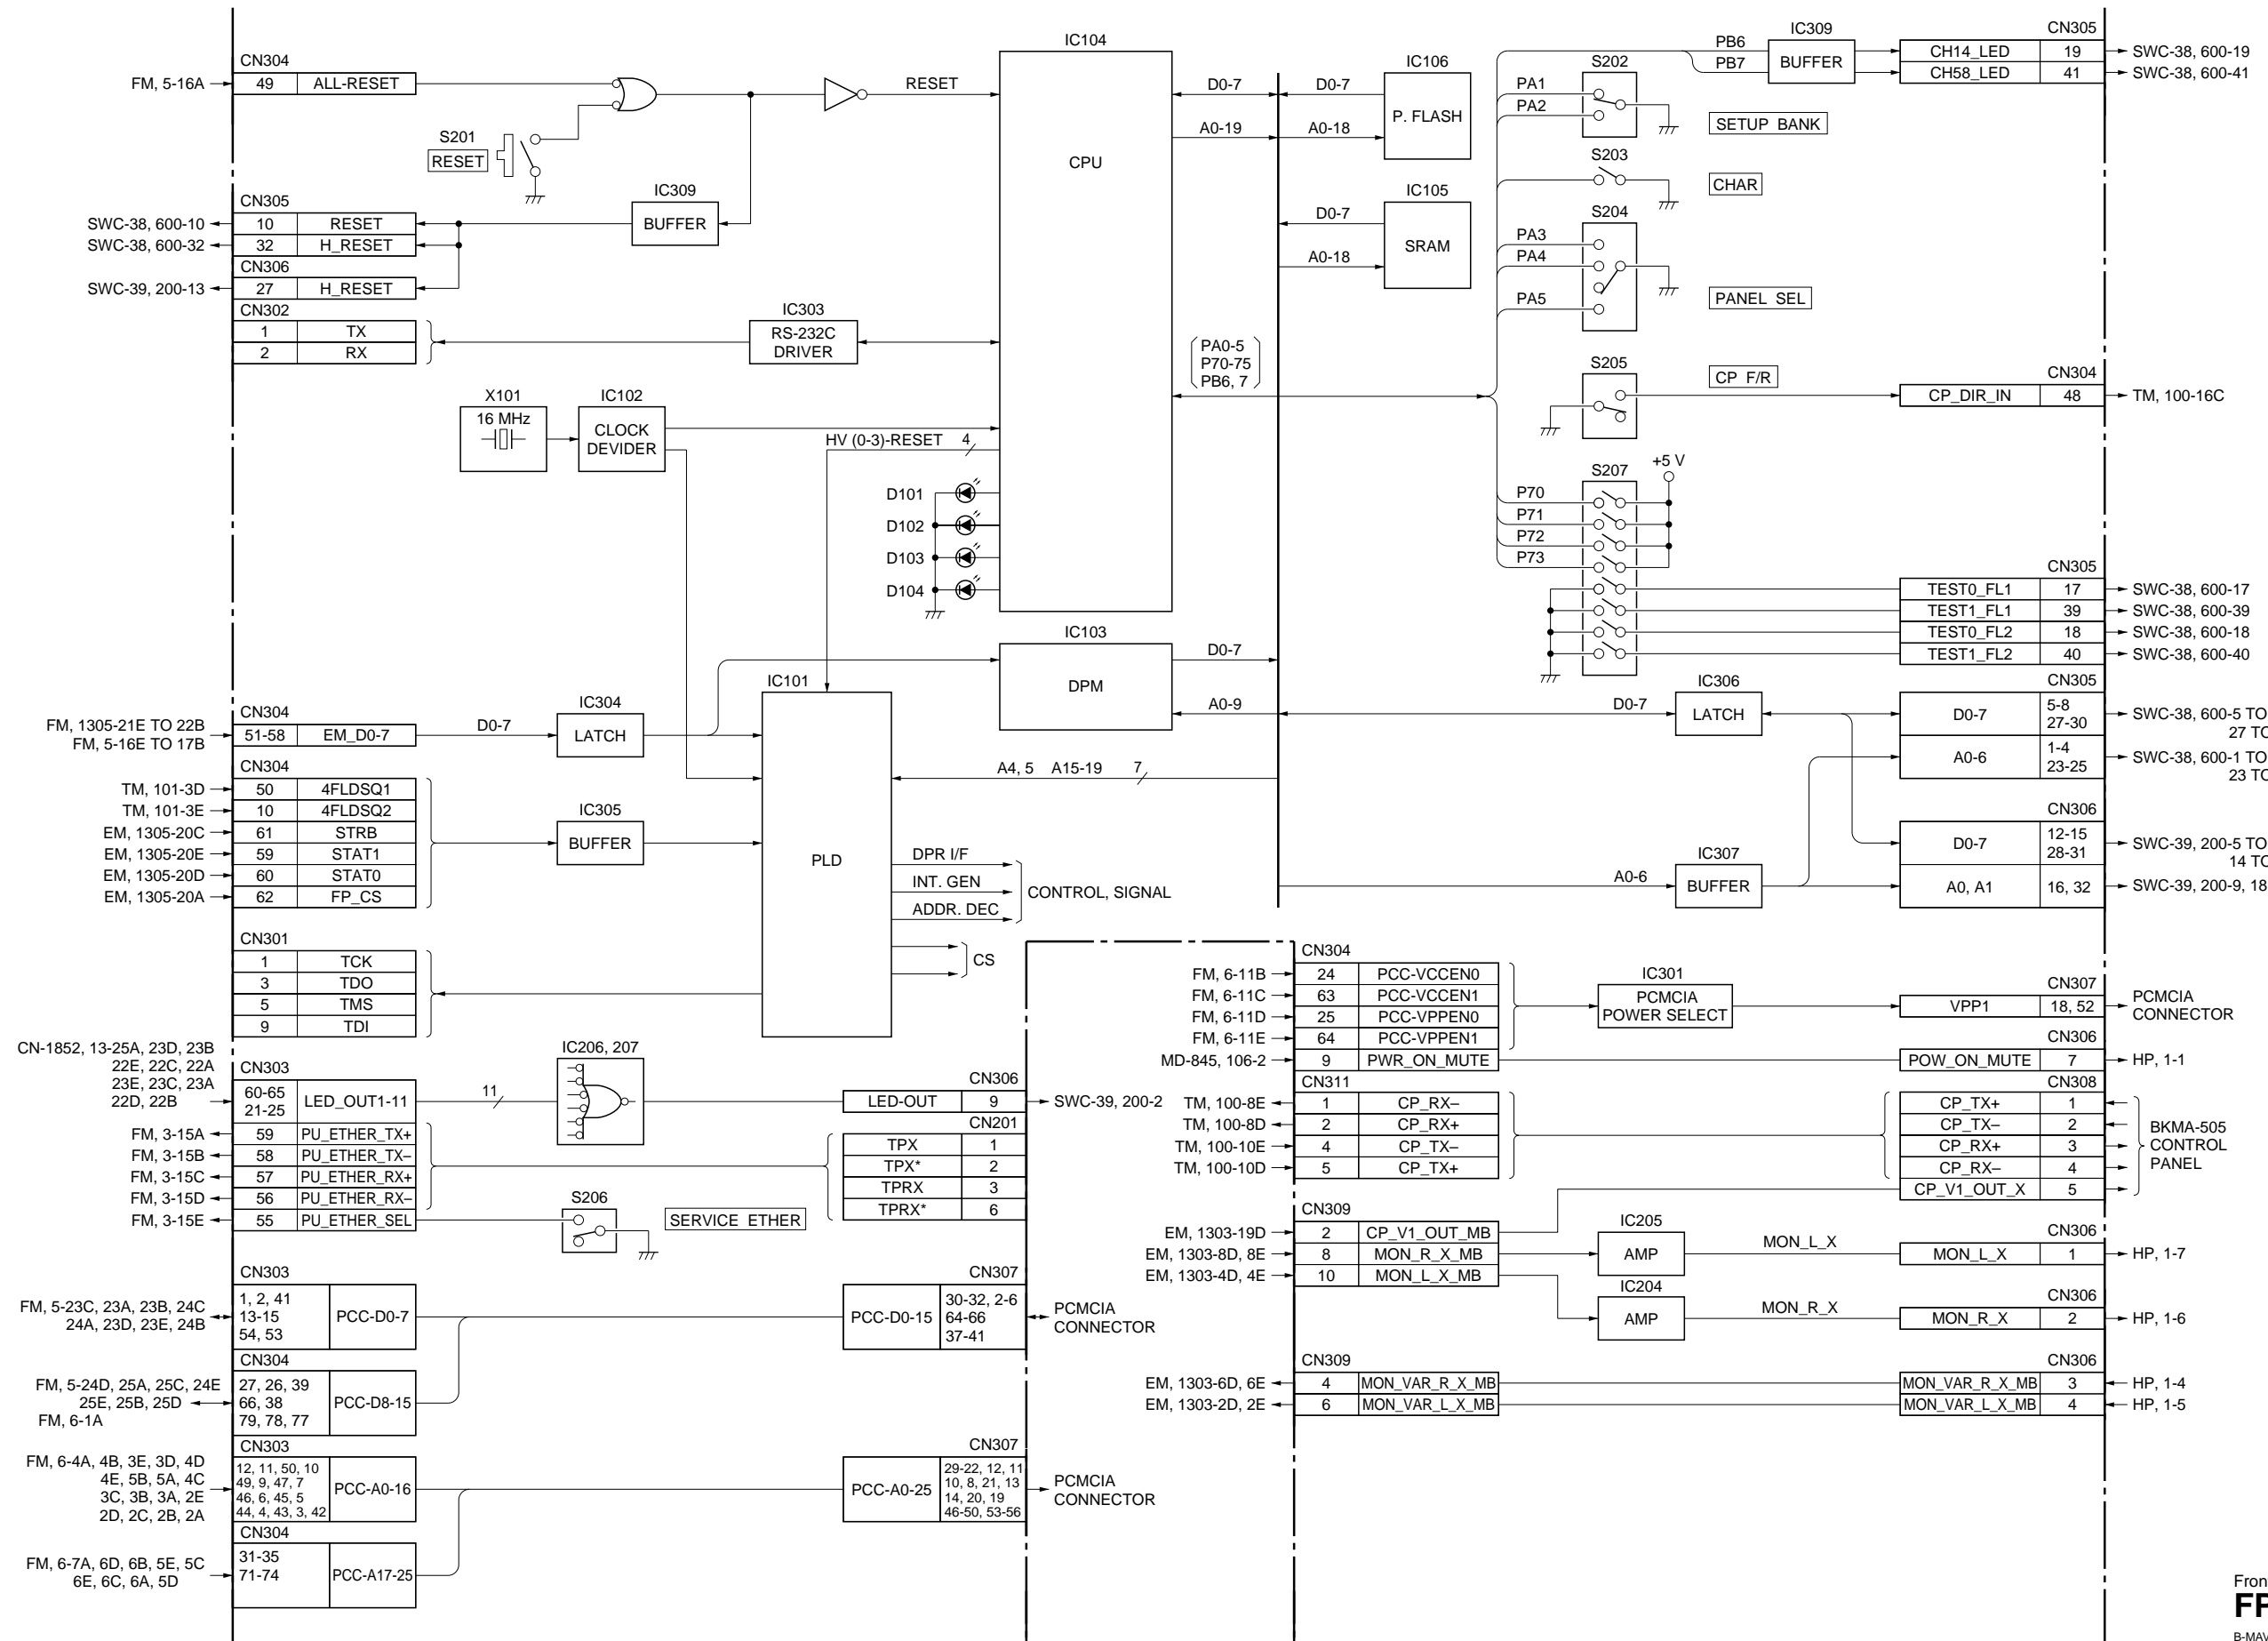 CN304
FM, 5-16A
49 ALL-RESET
S201
RESET
RESET
CN305
SWC-38, 600-10
10 RESET
SWC-38, 600-32
32 H_RESET
CN306
SWC-39, 200-13
27 H_RESET
IC309
BUFFER
CN302
1 TX
2 RX
IC303
RS-232C
DRIVER
X101
16 MHz
IC102
CLOCK
DEVIDER
HV (0-3)-RESET 4
D101
D102
D103
D104
IC104
CPU
IC103
DPM
D0-7
A0-19
D0-7
A0-18
IC106
P. FLASH
IC105
SRAM
D0-7
A0-18
PA0-5
P70-75
PB6, 7
D0-7
A0-9
PB6
PB7
IC309
BUFFER
CN305
CH14_LED 19
SWC-38, 600-19
CH58_LED 41
SWC-38, 600-41
S202
PA1
PA2
SETUP BANK
S203
CHAR
S204
PA3
PA4
PA5
PANEL SEL
S205
CP F/R
CN304
CP_DIR_IN 48
TM, 100-16C
S207
+5 V
P70
P71
P72
P73
CN305
TEST0_FL1 17
SWC-38, 600-17
TEST1_FL1 39
SWC-38, 600-39
TEST0_FL2 18
SWC-38, 600-18
TEST1_FL2 40
SWC-38, 600-40
CN305
D0-7
IC306
LATCH
D0-7 5-8
27-30
SWC-38, 600-5 TO
27 TO
A0-6 1-4
23-25
SWC-38, 600-1 TO
23 TO
CN306
D0-7 12-15
28-31
SWC-39, 200-5 TO
14 TO
A0-6
IC307
BUFFER
A0, A1 16, 32
SWC-39, 200-9, 18
FM, 1305-21E TO 22B
FM, 5-16E TO 17B
CN304
51-58 EM_D0-7
D0-7
IC304
LATCH
IC101
PLD
A4, 5 A15-19 7
CN304
TM, 101-3D
50 4FLDSQ1
TM, 101-3E
10 4FLDSQ2
EM, 1305-20C
61 STRB
EM, 1305-20E
59 STAT1
EM, 1305-20D
60 STAT0
EM, 1305-20A
62 FP_CS
IC305
BUFFER
DPR I/F
INT. GEN
ADDR. DEC
CONTROL, SIGNAL
CS
CN301
1 TCK
3 TDO
5 TMS
9 TDI
CN-1852, 13-25A, 23D, 23B
22E, 22C, 22A
23E, 23C, 23A
22D, 22B
CN303
60-65
21-25
LED_OUT1-11
11
IC206, 207
CN306
LED-OUT 9
SWC-39, 200-2
FM, 3-15A
59 PU_ETHER_TX+
FM, 3-15B
58 PU_ETHER_TX–
FM, 3-15C
57 PU_ETHER_RX+
FM, 3-15D
56 PU_ETHER_RX–
FM, 3-15E
55 PU_ETHER_SEL
S206
SERVICE ETHER
CN201
TPX 1
TPX* 2
TPRX 3
TPRX* 6
CN303
FM, 5-23C, 23A, 23B, 24C
24A, 23D, 23E, 24B
1, 2, 41
13-15
54, 53
PCC-D0-7
CN307
PCC-D0-15
30-32, 2-6
64-66
37-41
PCMCIA
CONNECTOR
CN304
FM, 5-24D, 25A, 25C, 24E
25E, 25B, 25D
FM, 6-1A
27, 26, 39
66, 38
79, 78, 77
PCC-D8-15
CN303
FM, 6-4A, 4B, 3E, 3D, 4D
4E, 5B, 5A, 4C
3C, 3B, 3A, 2E
2D, 2C, 2B, 2A
12, 11, 50, 10
49, 9, 47, 7
46, 6, 45, 5
44, 4, 43, 3, 42
PCC-A0-16
CN307
PCC-A0-25
29-22, 12, 11
10, 8, 21, 13
14, 20, 19
46-50, 53-56
PCMCIA
CONNECTOR
CN304
FM, 6-7A, 6D, 6B, 5E, 5C
6E, 6C, 6A, 5D
31-35
71-74
PCC-A17-25
CN304
FM, 6-11B
24 PCC-VCCEN0
FM, 6-11C
63 PCC-VCCEN1
FM, 6-11D
25 PCC-VPPEN0
FM, 6-11E
64 PCC-VPPEN1
MD-845, 106-2
9 PWR_ON_MUTE
IC301
PCMCIA
POWER SELECT
CN307
VPP1 18, 52
PCMCIA
CONNECTOR
CN306
POW_ON_MUTE 7
HP, 1-1
CN311
TM, 100-8E
1 CP_RX–
TM, 100-8D
2 CP_RX+
TM, 100-10E
4 CP_TX–
TM, 100-10D
5 CP_TX+
CN308
CP_TX+ 1
CP_TX– 2
CP_RX+ 3
CP_RX– 4
CP_V1_OUT_X 5
BKMA-505
CONTROL
PANEL
CN309
EM, 1303-19D
2 CP_V1_OUT_MB
EM, 1303-8D, 8E
8 MON_R_X_MB
EM, 1303-4D, 4E
10 MON_L_X_MB
IC205
AMP
MON_L_X
CN306
MON_L_X 1
HP, 1-7
IC204
AMP
MON_R_X
CN306
MON_R_X 2
HP, 1-6
CN309
EM, 1303-6D, 6E
4 MON_VAR_R_X_MB
EM, 1303-2D, 2E
6 MON_VAR_L_X_MB
CN306
MON_VAR_R_X_MB 3
HP, 1-4
MON_VAR_L_X_MB 4
HP, 1-5